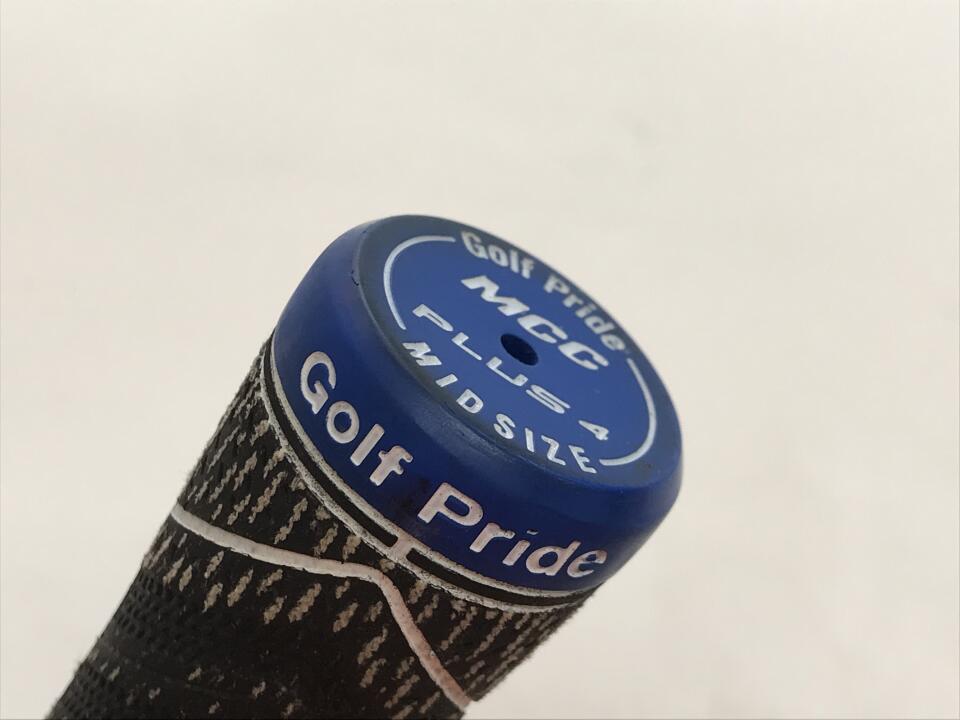 Golf Pride
MCC
PLUS 4
MIDSIZE
Golf Pride